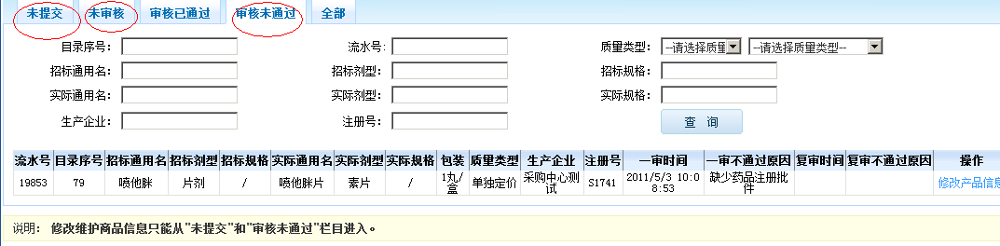 未提交 未审核 审核已通过 审核未通过 全部
目录序号: 流水号: 质量类型: --请选择质量 --请选择质量类型--
招标通用名: 招标剂型: 招标规格:
实际通用名: 实际剂型: 实际规格:
生产企业: 注册号: 查 询
流水号 目录序号 招标通用名 招标剂型 招标规格 实际通用名 实际剂型 实际规格 包装 质量类型 生产企业 注册号 一审时间 一审不通过原因 复审时间 复审不通过原因 操作
19853 79 喷他脒 片剂 / 喷他脒片 素片 / 1丸/盒 单独定价 采购中心测试 S1741 2011/5/3 10:08:53 缺少药品注册批件 修改产品信息
说明: 修改维护商品信息只能从"未提交"和"审核未通过"栏目进入。